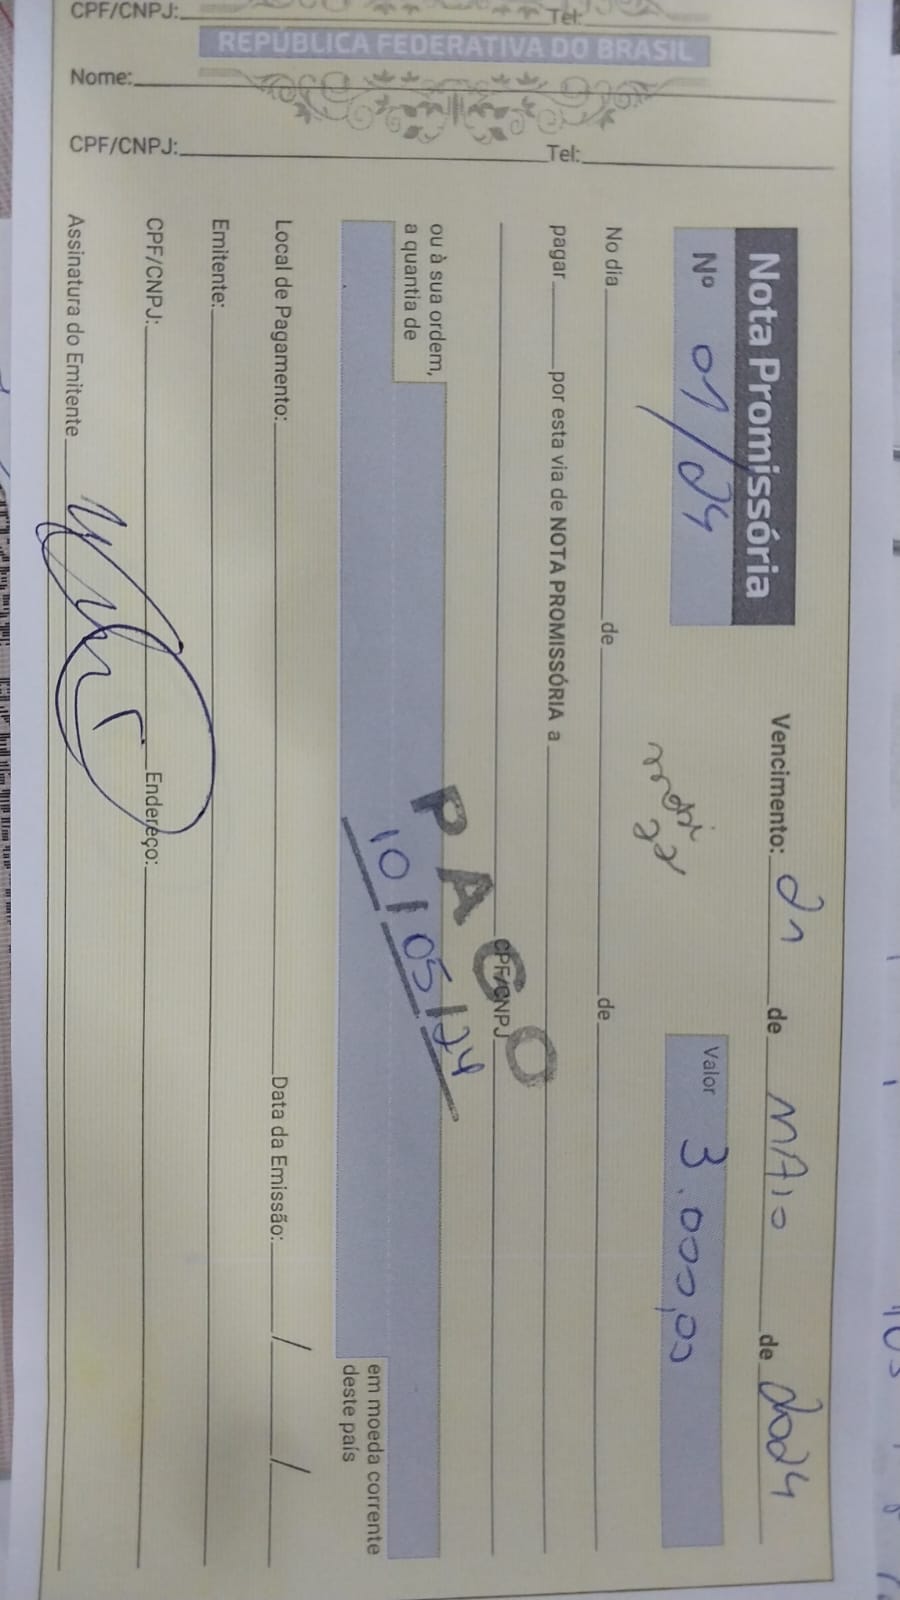 CPF/CNPJ: Tel:
REPÚBLICA FEDERATIVA DO BRASIL
Nome:
CPF/CNPJ: Tel:
Nota Promissória
Nº 01/24
Vencimento: 21 de MAIO de 2024
Valor 3.000,00
No dia de de
pagar por esta via de NOTA PROMISSÓRIA a
CPF/CNPJ
ou à sua ordem,
a quantia de
PAGO
10/05/24
em moeda corrente
deste país
Local de Pagamento: Data da Emissão: / /
Emitente:
CPF/CNPJ: Endereço:
Assinatura do Emitente